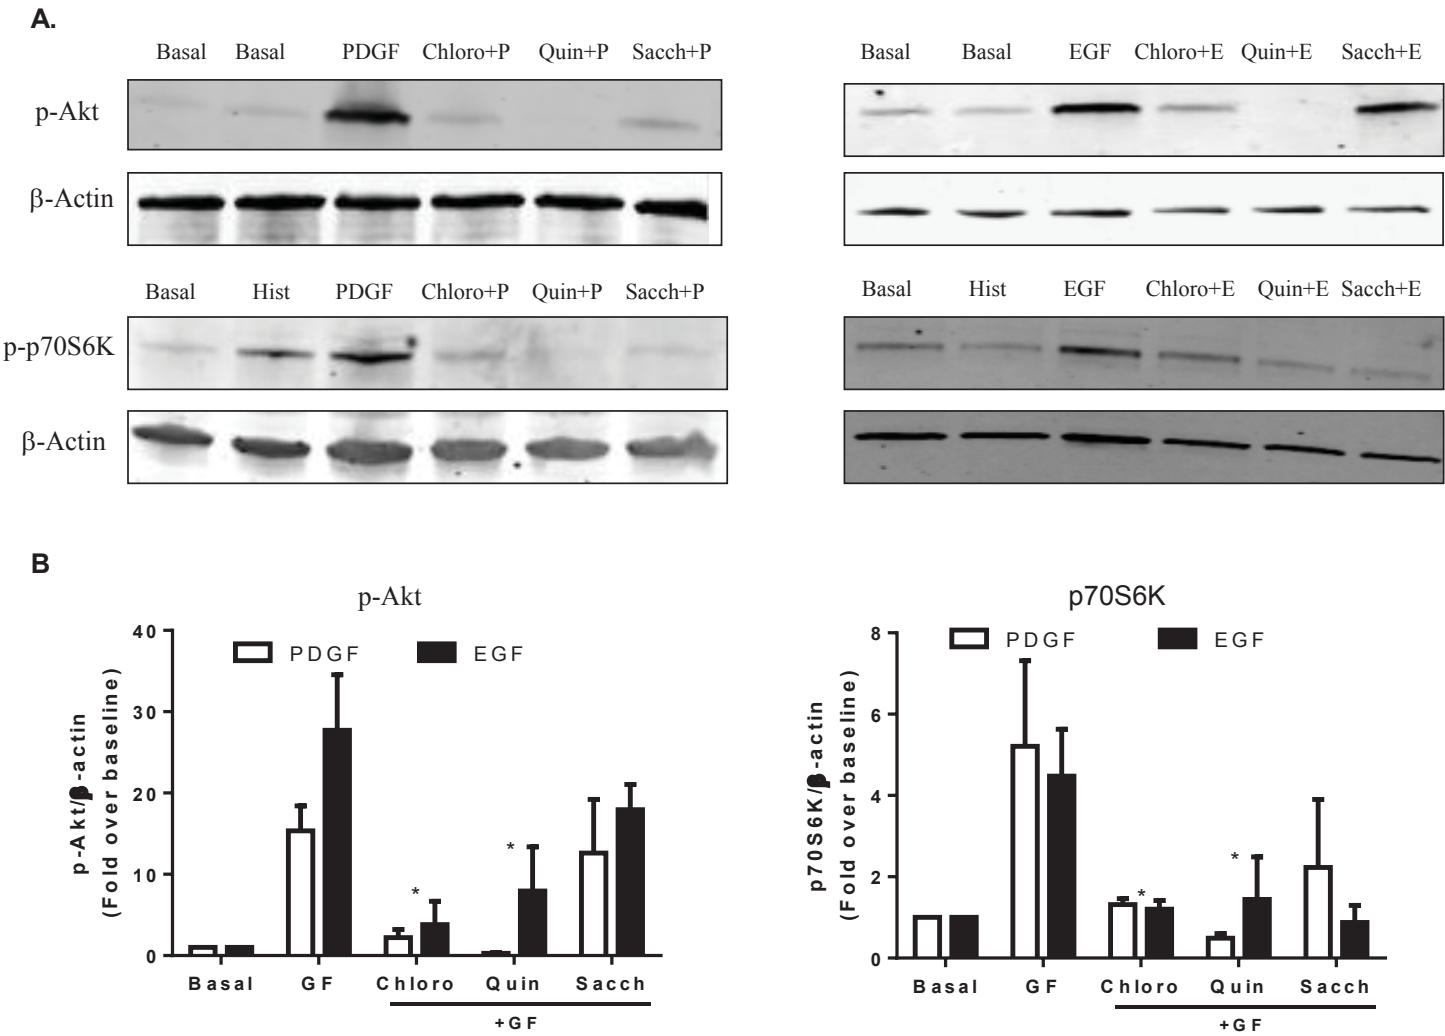 A.
Basal Basal PDGF Chloro+P Quin+P Sacch+P
Basal Basal EGF Chloro+E Quin+E Sacch+E
p-Akt
β-Actin
Basal Hist PDGF Chloro+P Quin+P Sacch+P
Basal Hist EGF Chloro+E Quin+E Sacch+E
p-p70S6K
β-Actin
B
p-Akt
PDGF EGF
p-Akt/β-actin
(Fold over baseline)
40
30
20
10
0
* *
Basal GF Chloro Quin Sacch
+GF
p70S6K
PDGF EGF
p70S6K/β-actin
(Fold over baseline)
8
6
4
2
0
* *
Basal GF Chloro Quin Sacch
+GF